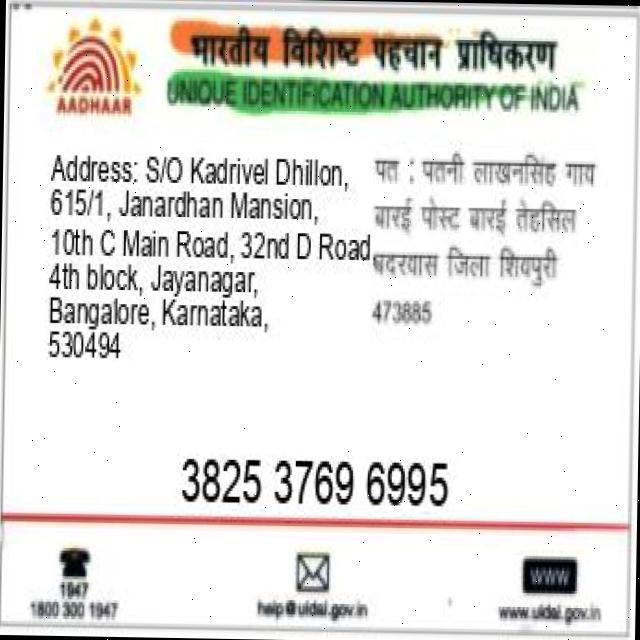 भारतीय विशिष्ट पहचान प्राधिकरण
AADHAAR
UNIQUE IDENTIFICATION AUTHORITY OF INDIA
Address: S/O Kadrivel Dhillon,
615/1, Janardhan Mansion,
10th C Main Road, 32nd D Road,
4th block, Jayanagar,
Bangalore, Karnataka,
530494
पत : पतनी लाखनसिंह गाय
बारई पोस्ट बारई तेहसिल
बदरवास जिला शिवपुरी
473885
3825 3769 6995
1947
1800 300 1947
help@uidai.gov.in
www
www.uidai.gov.in